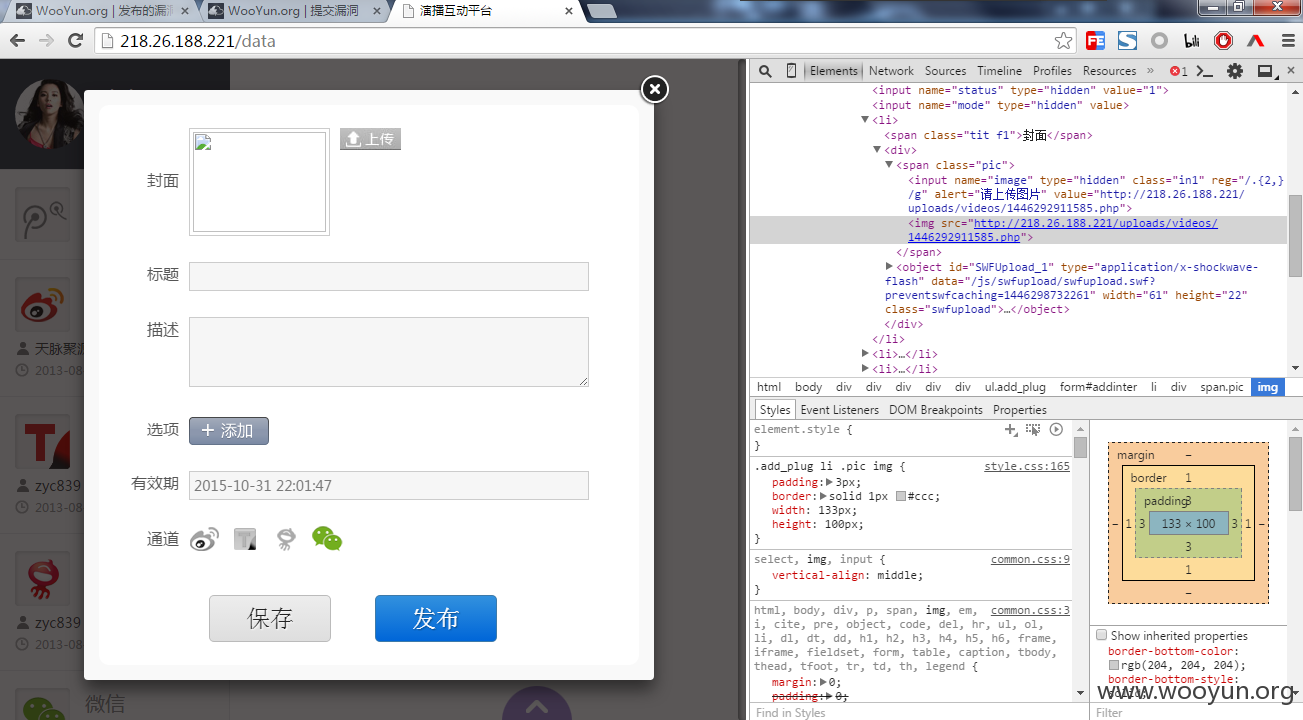 WooYun.org | 发布的漏洞
WooYun.org | 提交漏洞
演播互动平台
218.26.188.221/data
封面
上传
标题
描述
选项
添加
有效期
2015-10-31 22:01:47
通道
保存
发布
天脉聚源
2013-08
zyc839
2013-08
zyc839
2013-08
微信
Elements Network Sources Timeline Profiles Resources » 1
<input name="status" type="hidden" value="1">
<input name="mode" type="hidden" value>
<li>
<span class="tit f1">封面</span>
<div>
<span class="pic">
<input name="image" type="hidden" class="in1" reg="/.{2,}
/g" alert="请上传图片" value="http://218.26.188.221/
uploads/videos/1446292911585.php">
<img src="http://218.26.188.221/uploads/videos/
1446292911585.php">
</span>
<object id="SWFUpload_1" type="application/x-shockwave-
flash" data="/js/swfupload/swfupload.swf?
preventswfcaching=1446298732261" width="61" height="22"
class="swfupload">…</object>
</div>
</li>
<li>…</li>
<li>…</li>
html body div div div div div ul.add_plug form#addinter li div span.pic img
Styles Event Listeners DOM Breakpoints Properties
element.style {
}
.add_plug li .pic img { style.css:165
padding: 3px;
border: solid 1px #ccc;
width: 133px;
height: 100px;
}
select, img, input { common.css:9
vertical-align: middle;
}
html, body, div, p, span, img, em, common.css:3
i, cite, pre, object, code, del, hr, ul, ol,
li, dl, dt, dd, h1, h2, h3, h4, h5, h6, frame,
iframe, fieldset, form, table, caption, tbody,
thead, tfoot, tr, td, th, legend {
margin: 0;
padding: 0;
Find in Styles
margin –
border 1
padding 3
– 1 3 133 × 100 3 1 –
3
1
–
Show inherited properties
border-bottom-color:
rgb(204, 204, 204);
border-bottom-style:
solid;
www.wooyun.org
Filter